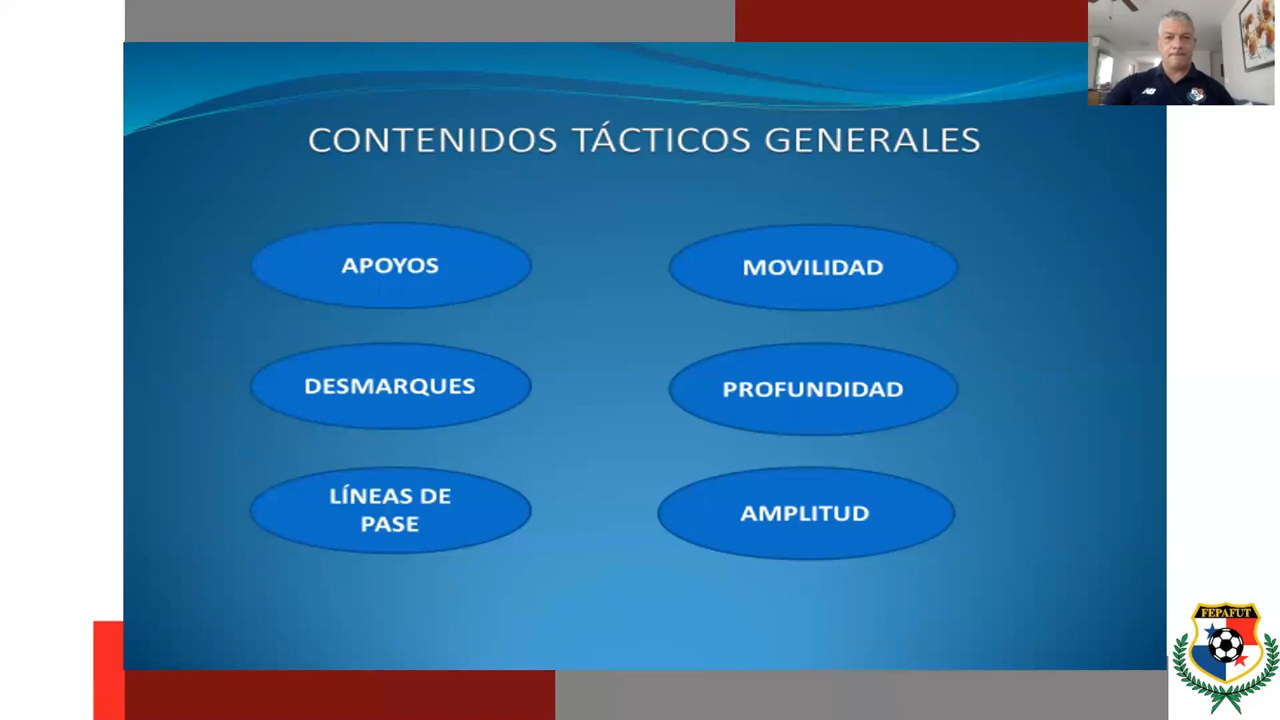 CONTENIDOS TÁCTICOS GENERALES
APOYOS
MOVILIDAD
DESMARQUES
PROFUNDIDAD
LÍNEAS DE
PASE
AMPLITUD
FEPAFUT